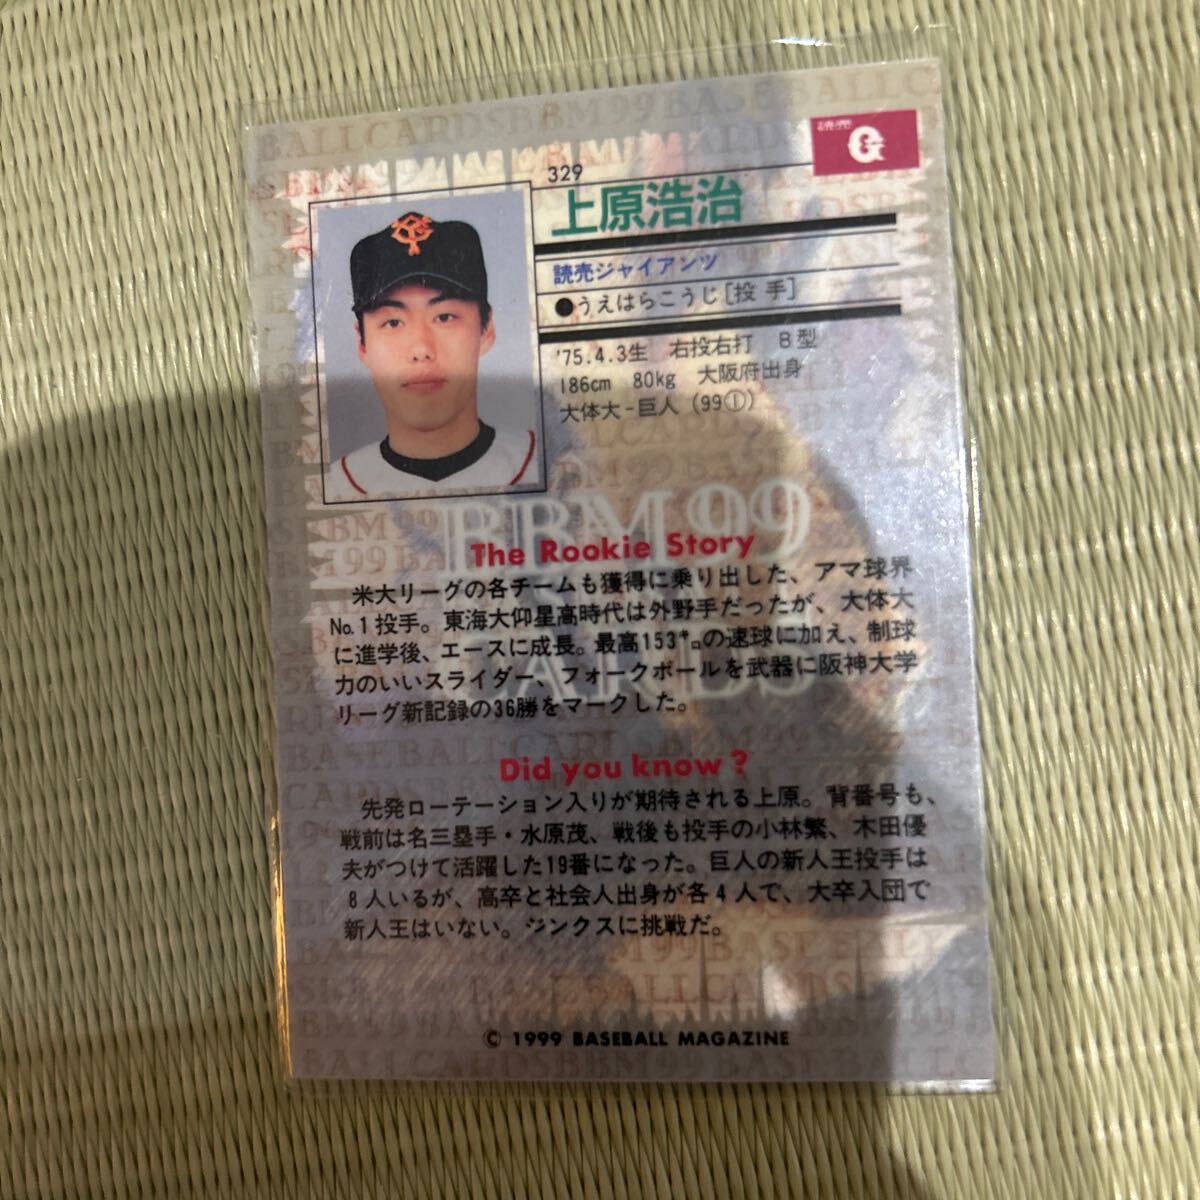 329
上原浩治
読売
G
読売ジャイアンツ
●うえはらこうじ[投 手]
'75.4.3生 右投右打 B型
186cm 80kg 大阪府出身
大体大-巨人(99①)
BBM 99
The Rookie Story
米大リーグの各チームも獲得に乗り出した、アマ球界
No.1投手。東海大仰星高時代は外野手だったが、大体大
に進学後、エースに成長。最高153㌔の速球に加え、制球
力のいいスライダー、フォークボールを武器に阪神大学
リーグ新記録の36勝をマークした。
Did you know?
先発ローテーション入りが期待される上原。背番号も、
戦前は名三塁手・水原茂、戦後も投手の小林繁、木田優
夫がつけて活躍した19番になった。巨人の新人王投手は
8人いるが、高卒と社会人出身が各4人で、大卒入団で
新人王はいない。ジンクスに挑戦だ。
© 1999 BASEBALL MAGAZINE